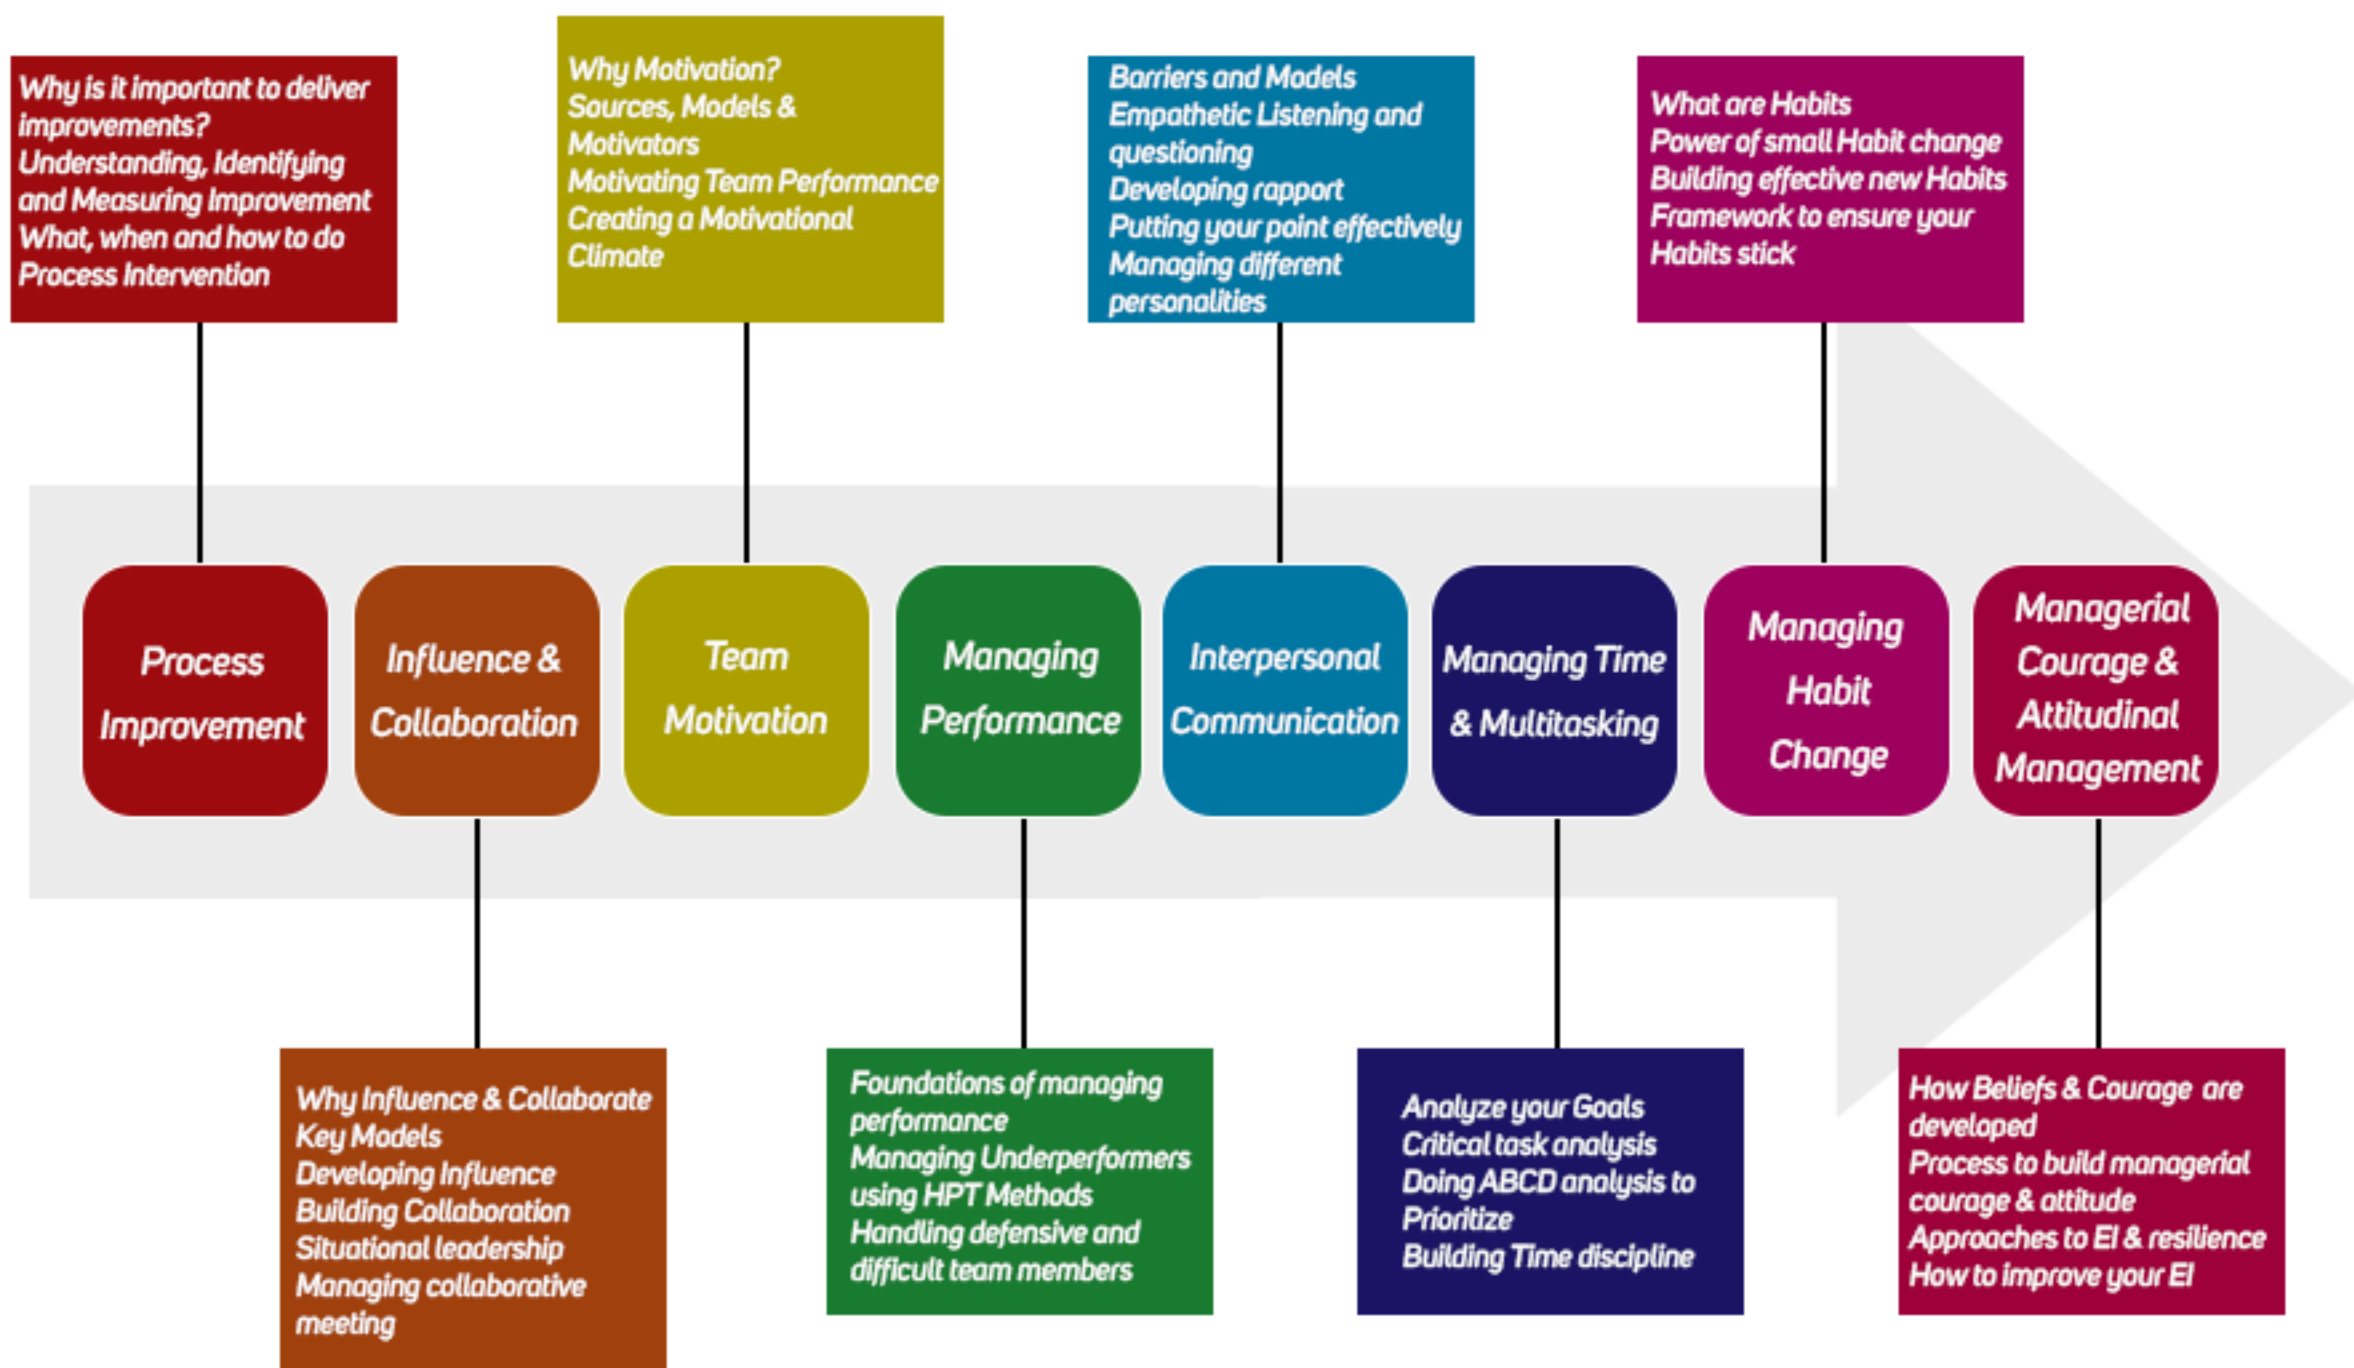 Why is it important to deliver
improvements?
Understanding, Identifying
and Measuring Improvement
What, when and how to do
Process Intervention
Why Motivation?
Sources, Models &
Motivators
Motivating Team Performance
Creating a Motivational
Climate
Barriers and Models
Empathetic Listening and
questioning
Developing rapport
Putting your point effectively
Managing different
personalities
What are Habits
Power of small Habit change
Building effective new Habits
Framework to ensure your
Habits stick
Process
Improvement
Influence &
Collaboration
Team
Motivation
Managing
Performance
Interpersonal
Communication
Managing Time
& Multitasking
Managing
Habit
Change
Managerial
Courage &
Attitudinal
Management
Why Influence & Collaborate
Key Models
Developing Influence
Building Collaboration
Situational leadership
Managing collaborative
meeting
Foundations of managing
performance
Managing Underperformers
using HPT Methods
Handling defensive and
difficult team members
Analyze your Goals
Critical task analysis
Doing ABCD analysis to
Prioritize
Building Time discipline
How Beliefs & Courage are
developed
Process to build managerial
courage & attitude
Approaches to EI & resilience
How to improve your EI